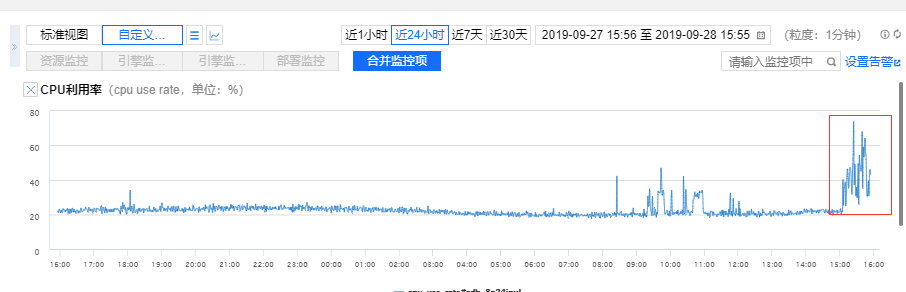 标准视图 自定义... 近1小时 近24小时 近7天 近30天 2019-09-27 15:56 至 2019-09-28 15:55 (粒度：1分钟)
资源监控 引擎监... 引擎监... 部署监控 合并监控项 请输入监控项中 设置告警
CPU利用率 (cpu use rate，单位：%)
80
60
40
20
0
16:00 17:00 18:00 19:00 20:00 21:00 22:00 23:00 00:00 01:00 02:00 03:00 04:00 05:00 06:00 07:00 08:00 09:00 10:00 11:00 12:00 13:00 14:00 15:00 16:00